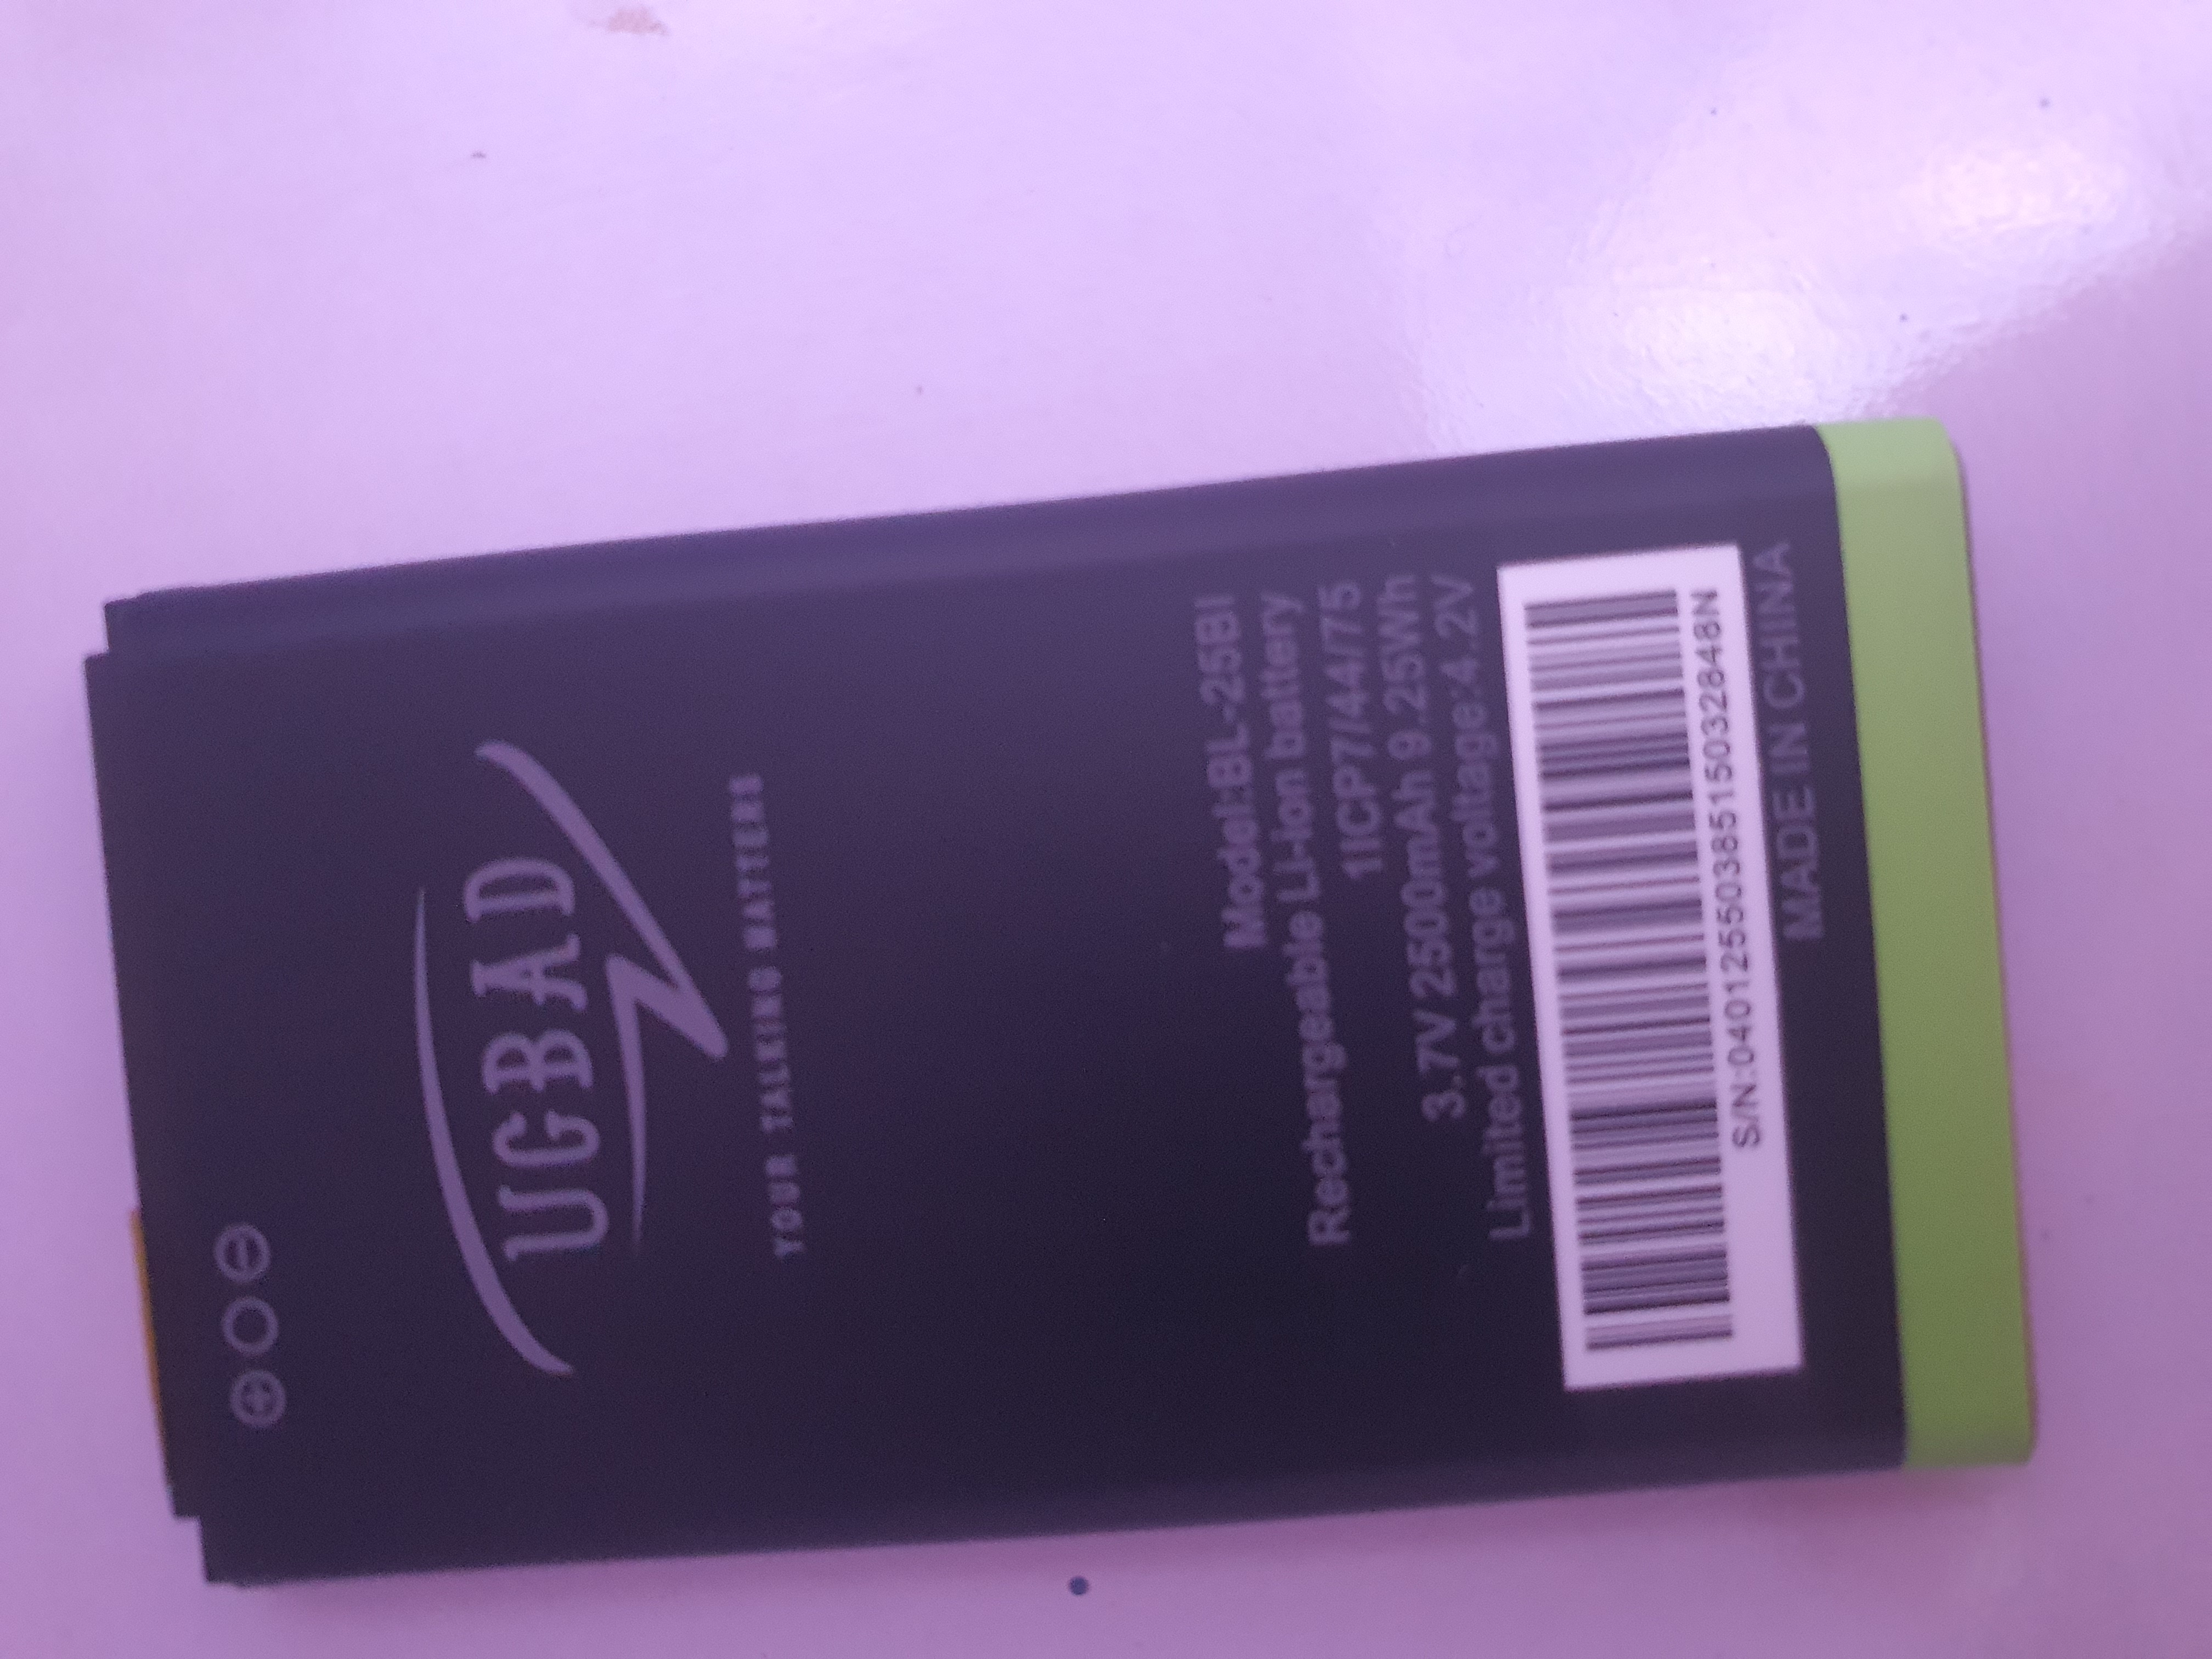 UGBAD
YOUR TALKING MATTERS
Model:BL-25BI
Rechargeable Li-ion battery
1ICP7/44/75
3.7V 2500mAh 9.25Wh
Limited charge voltage:4.2V
S/N:0401255038515032848N
MADE IN CHINA